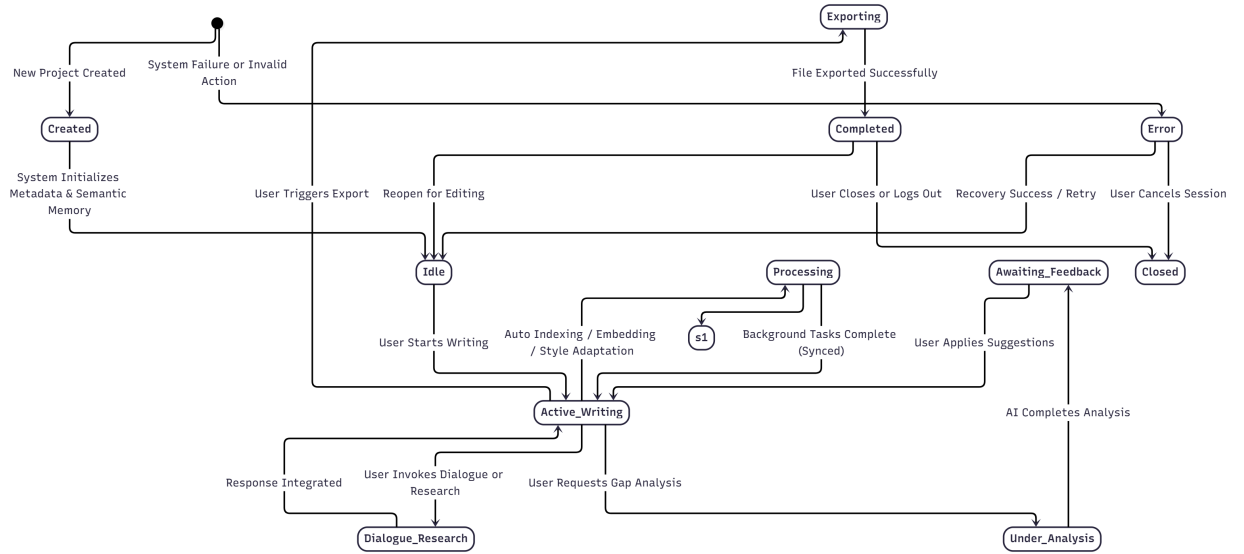 Exporting
New Project Created
System Failure or Invalid
Action
File Exported Successfully
Created
Completed
Error
System Initializes
Metadata & Semantic
Memory
User Triggers Export
Reopen for Editing
User Closes or Logs Out
Recovery Success / Retry
User Cancels Session
Idle
Processing
Awaiting_Feedback
Closed
User Starts Writing
Auto Indexing / Embedding
/ Style Adaptation
s1
Background Tasks Complete
(Synced)
User Applies Suggestions
Active_Writing
AI Completes Analysis
Response Integrated
User Invokes Dialogue or
Research
User Requests Gap Analysis
Dialogue_Research
Under_Analysis